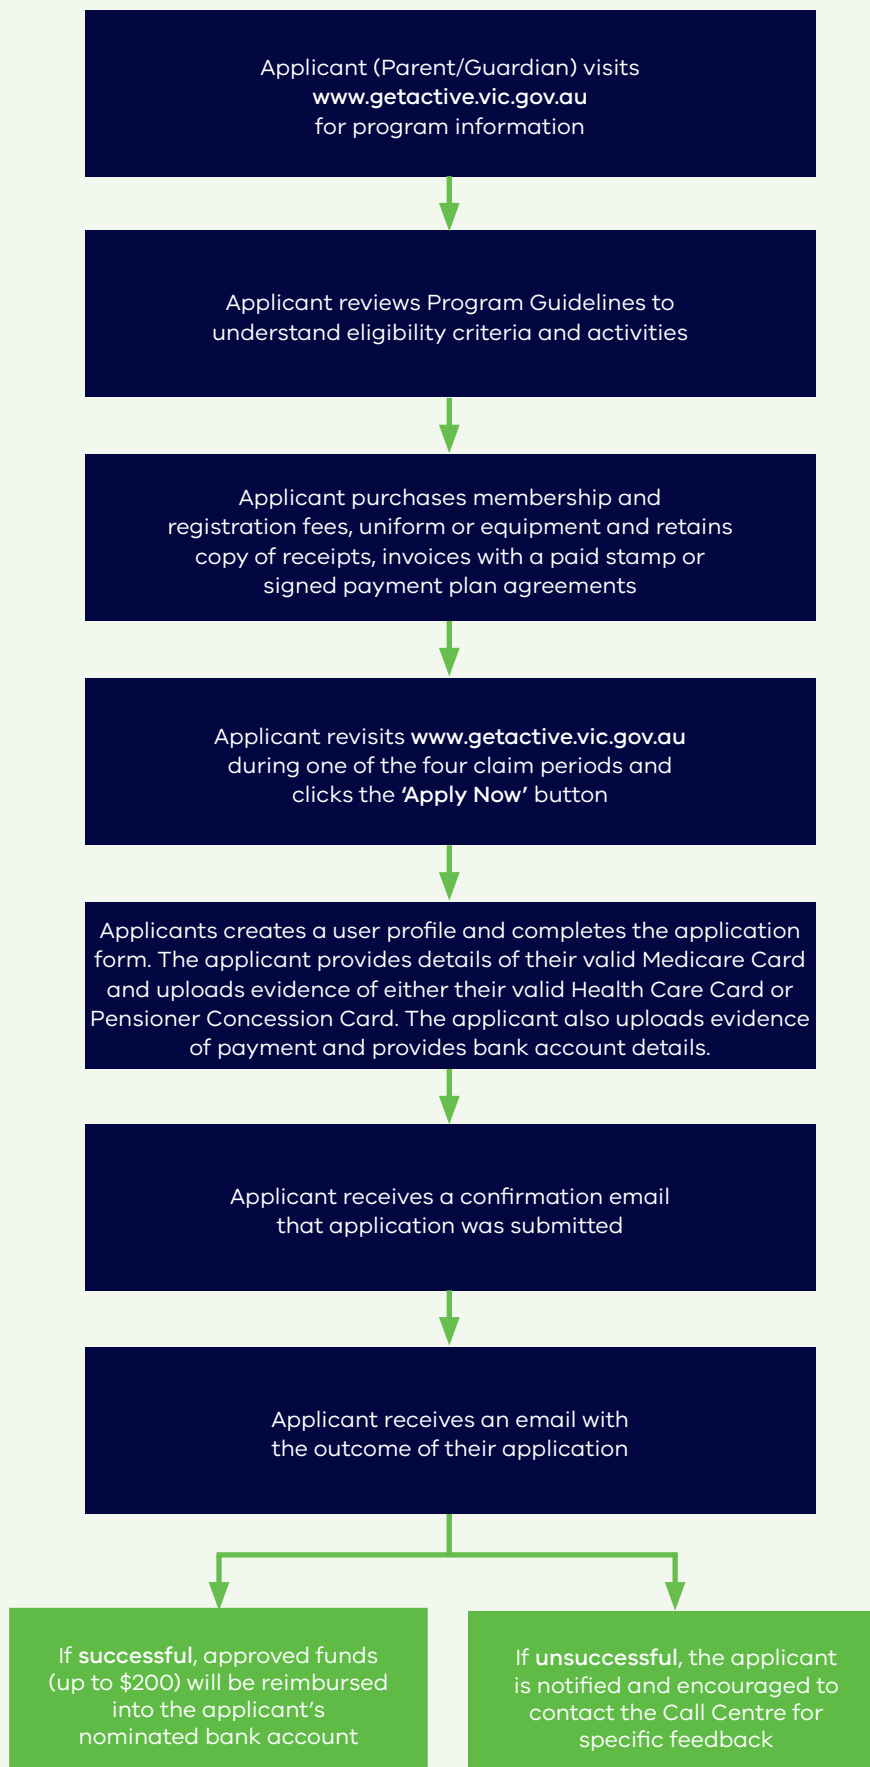 Applicant (Parent/Guardian) visits
www.getactive.vic.gov.au
for program information
Applicant reviews Program Guidelines to
understand eligibility criteria and activities
Applicant purchases membership and
registration fees, uniform or equipment and retains
copy of receipts, invoices with a paid stamp or
signed payment plan agreements
Applicant revisits www.getactive.vic.gov.au
during one of the four claim periods and
clicks the ‘Apply Now’ button
Applicants creates a user profile and completes the application
form. The applicant provides details of their valid Medicare Card
and uploads evidence of either their valid Health Care Card or
Pensioner Concession Card. The applicant also uploads evidence
of payment and provides bank account details.
Applicant receives a confirmation email
that application was submitted
Applicant receives an email with
the outcome of their application
If successful, approved funds
(up to $200) will be reimbursed
into the applicant’s
nominated bank account
If unsuccessful, the applicant
is notified and encouraged to
contact the Call Centre for
specific feedback